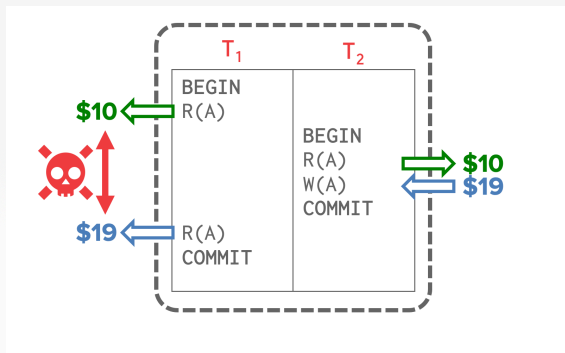 T₁ T₂
BEGIN
$10 R(A)
BEGIN
R(A) $10
W(A) $19
COMMIT
$19 R(A)
COMMIT